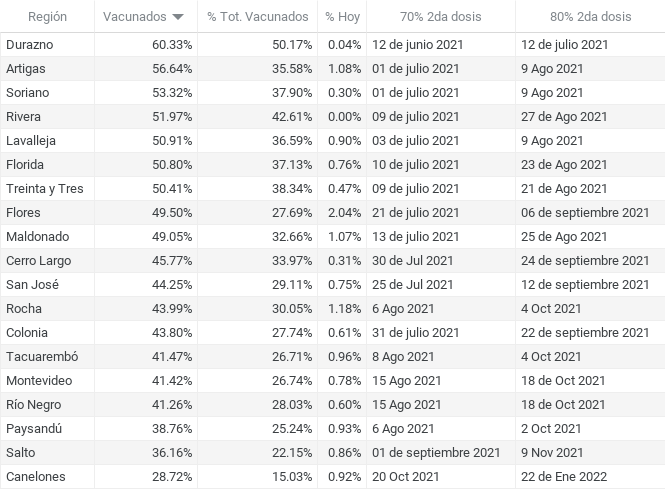 Región Vacunados % Tot. Vacunados % Hoy 70% 2da dosis 80% 2da dosis
Durazno 60.33% 50.17% 0.04% 12 de junio 2021 12 de julio 2021
Artigas 56.64% 35.58% 1.08% 01 de julio 2021 9 Ago 2021
Soriano 53.32% 37.90% 0.30% 01 de julio 2021 9 Ago 2021
Rivera 51.97% 42.61% 0.00% 09 de julio 2021 27 de Ago 2021
Lavalleja 50.91% 36.59% 0.90% 03 de julio 2021 9 Ago 2021
Florida 50.80% 37.13% 0.76% 10 de julio 2021 23 de Ago 2021
Treinta y Tres 50.41% 38.34% 0.47% 09 de julio 2021 21 de Ago 2021
Flores 49.50% 27.69% 2.04% 21 de julio 2021 06 de septiembre 2021
Maldonado 49.05% 32.66% 1.07% 13 de julio 2021 25 de Ago 2021
Cerro Largo 45.77% 33.97% 0.31% 30 de Jul 2021 24 de septiembre 2021
San José 44.25% 29.11% 0.75% 25 de Jul 2021 12 de septiembre 2021
Rocha 43.99% 30.05% 1.18% 6 Ago 2021 4 Oct 2021
Colonia 43.80% 27.74% 0.61% 31 de julio 2021 22 de septiembre 2021
Tacuarembó 41.47% 26.71% 0.96% 8 Ago 2021 4 Oct 2021
Montevideo 41.42% 26.74% 0.78% 15 Ago 2021 18 de Oct 2021
Río Negro 41.26% 28.03% 0.60% 15 Ago 2021 18 de Oct 2021
Paysandú 38.76% 25.24% 0.93% 6 Ago 2021 2 Oct 2021
Salto 36.16% 22.15% 0.86% 01 de septiembre 2021 9 Nov 2021
Canelones 28.72% 15.03% 0.92% 20 Oct 2021 22 de Ene 2022